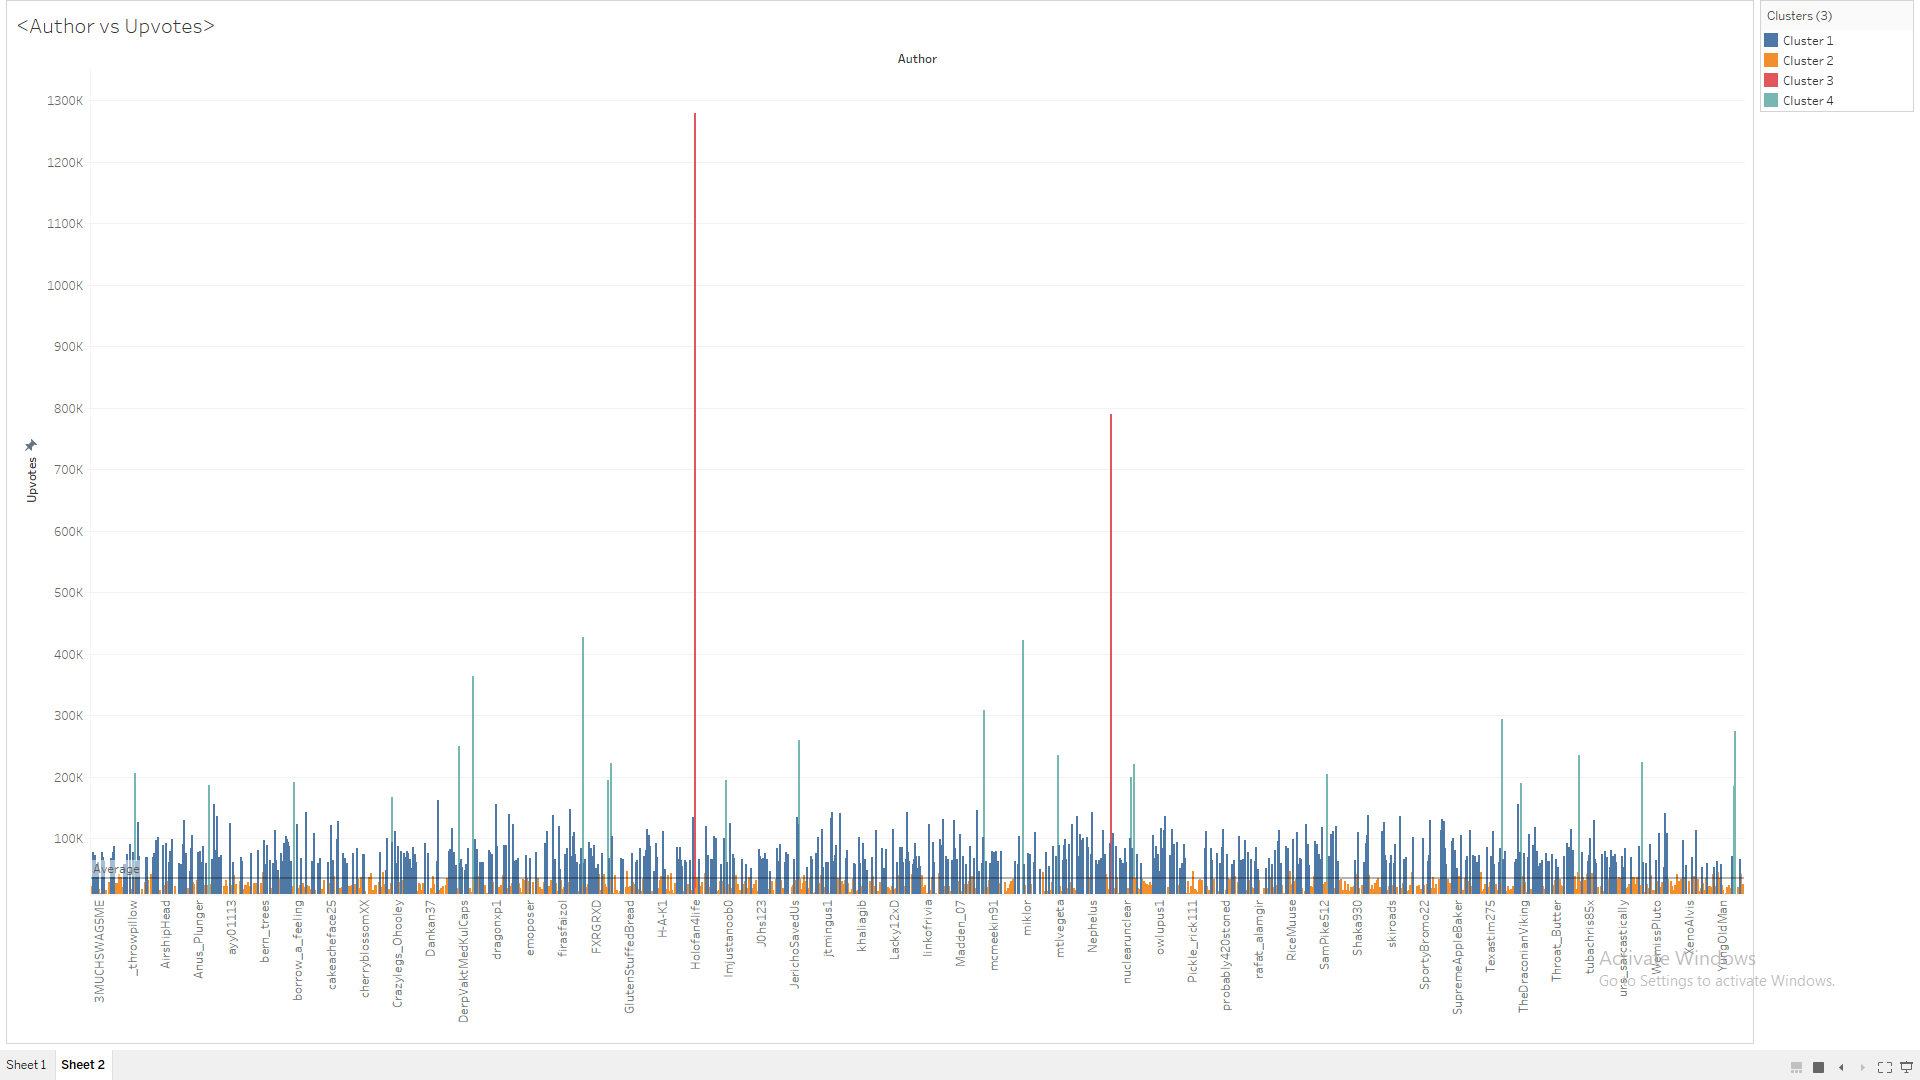 <Author vs Upvotes>
Author
Clusters (3)
Cluster 1
Cluster 2
Cluster 3
Cluster 4
1300K
1200K
1100K
1000K
900K
800K
700K
600K
500K
400K
300K
200K
100K
Upvotes
Average
3MUCHSWAGSME
_throwpillow
AirshipHead
Anus_Plunger
ayy01113
bern_trees
borrow_a_feeling
cakeacheface25
cherryblossomXX
Crazylegs_Ohooley
Dankan37
DerpVaktMedKulCaps
dragonxp1
emoposer
firasfaizol
FXRGRXD
GlutenStuffedBread
H-A-K1
Holofan4life
Imjustanoob0
J0hs123
JerichoSavedUs
jtmingus1
khaliagib
Lacky12xD
linkofrivia
Madden_07
mcmeekin91
miklor
mtlvegeta
Nephelus
nuclearunclear
owlupus1
Pickle_rick111
probably420stoned
rafat_alamgir
RiceMuuse
SamPike512
Shaka930
skiroads
SportyBromo22
SupremeAppleBaker
Texastim275
TheDraconianViking
Throat_Butter
tubachris85x
urs_sarcastically
WemissPluto
XenoAlvis
YungOldMan
Activate Windows
Go to Settings to activate Windows.
Sheet 1
Sheet 2